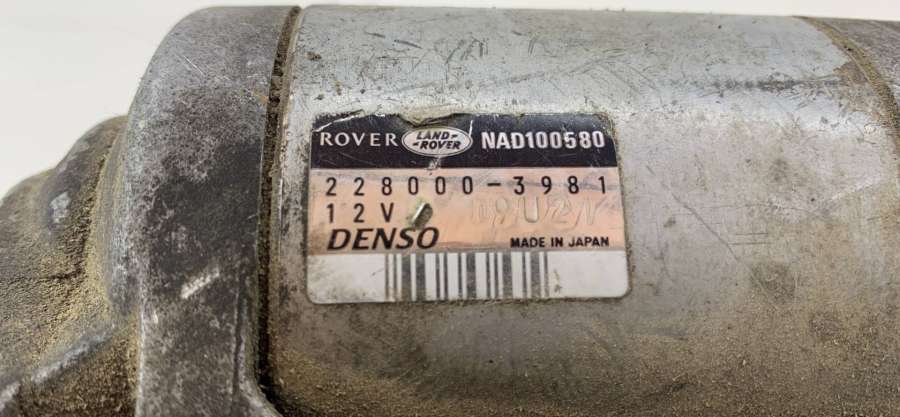 ROVER LAND-ROVER NAD100580
228000-3981
12V
DENSO MADE IN JAPAN